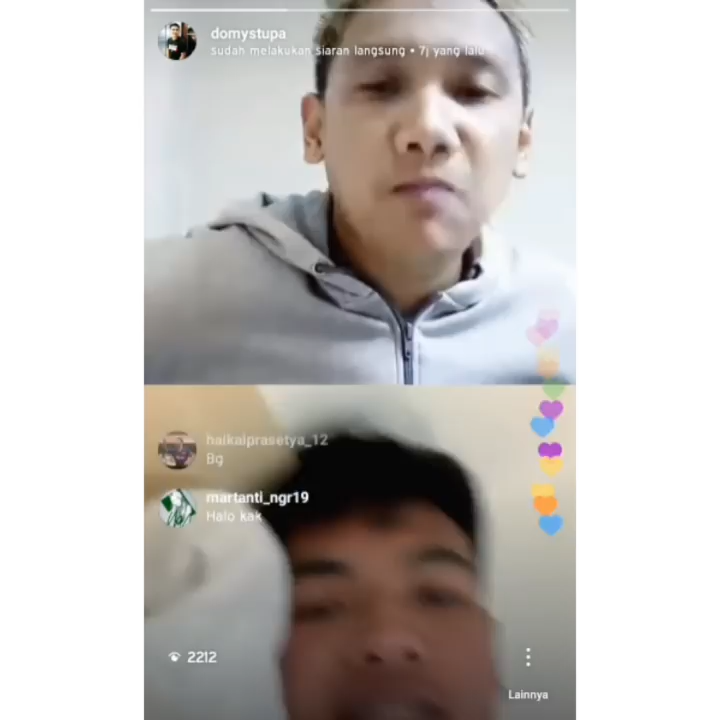 domystupa
sudah melakukan siaran langsung • 7j yang lalu
haikalprasetya_12
Bg
martanti_ngr19
Halo kak
2212
Lainnya